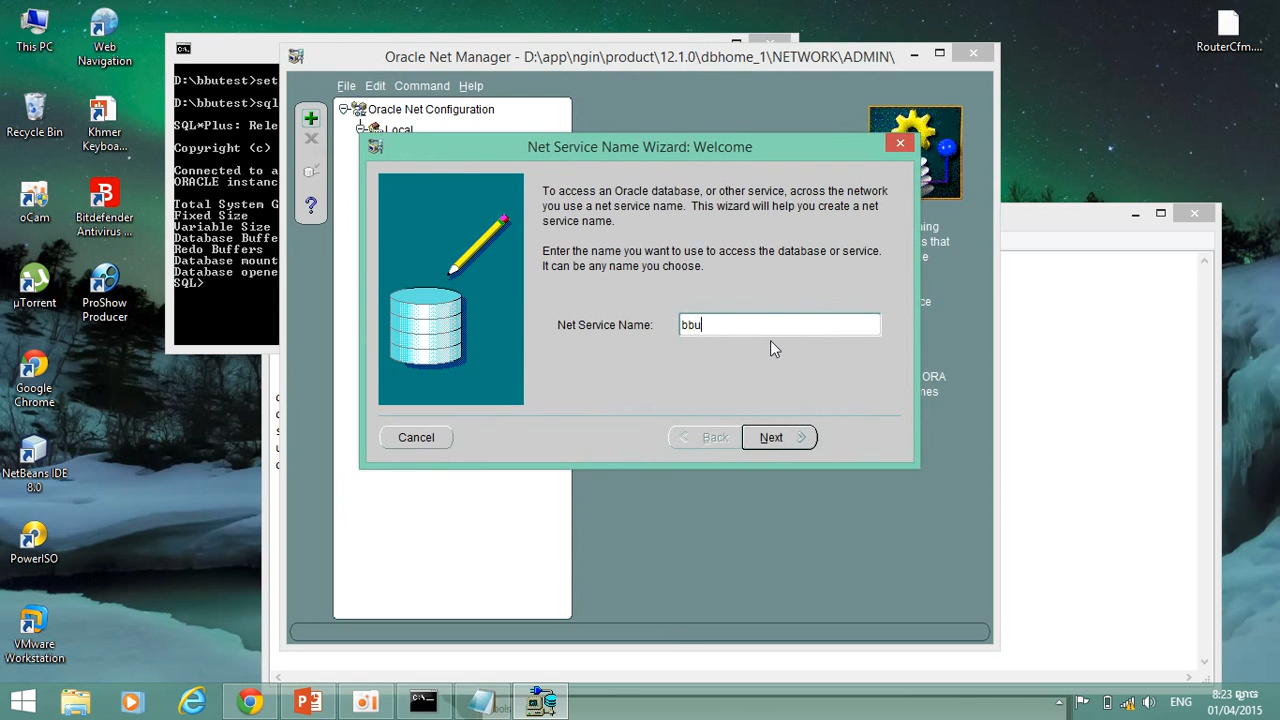 This PC
Web
Navigation
RouterCfm....
Recycle Bin
Khmer
Keyboa...
oCam
Bitdefender
Antivirus ...
µTorrent
ProShow
Producer
Google
Chrome
NetBeans IDE
8.0
PowerISO
VMware
Workstation
D:\bbutest>set
D:\bbutest>sql
SQL*Plus: Rele
Copyright (c)
Connected to a
ORACLE instanc
Total System G
Fixed Size
Variable Size
Database Buffe
Redo Buffers
Database mount
Database opene
SQL>
Oracle Net Manager - D:\app\ngin\product\12.1.0\dbhome_1\NETWORK\ADMIN\
File Edit Command Help
Oracle Net Configuration
Local
Net Service Name Wizard: Welcome
To access an Oracle database, or other service, across the network
you use a net service name. This wizard will help you create a net
service name.
Enter the name you want to use to access the database or service.
It can be any name you choose.
Net Service Name: bbu
Cancel
Back
Next
ENG
8:23 ល្ងាច
01/04/2015